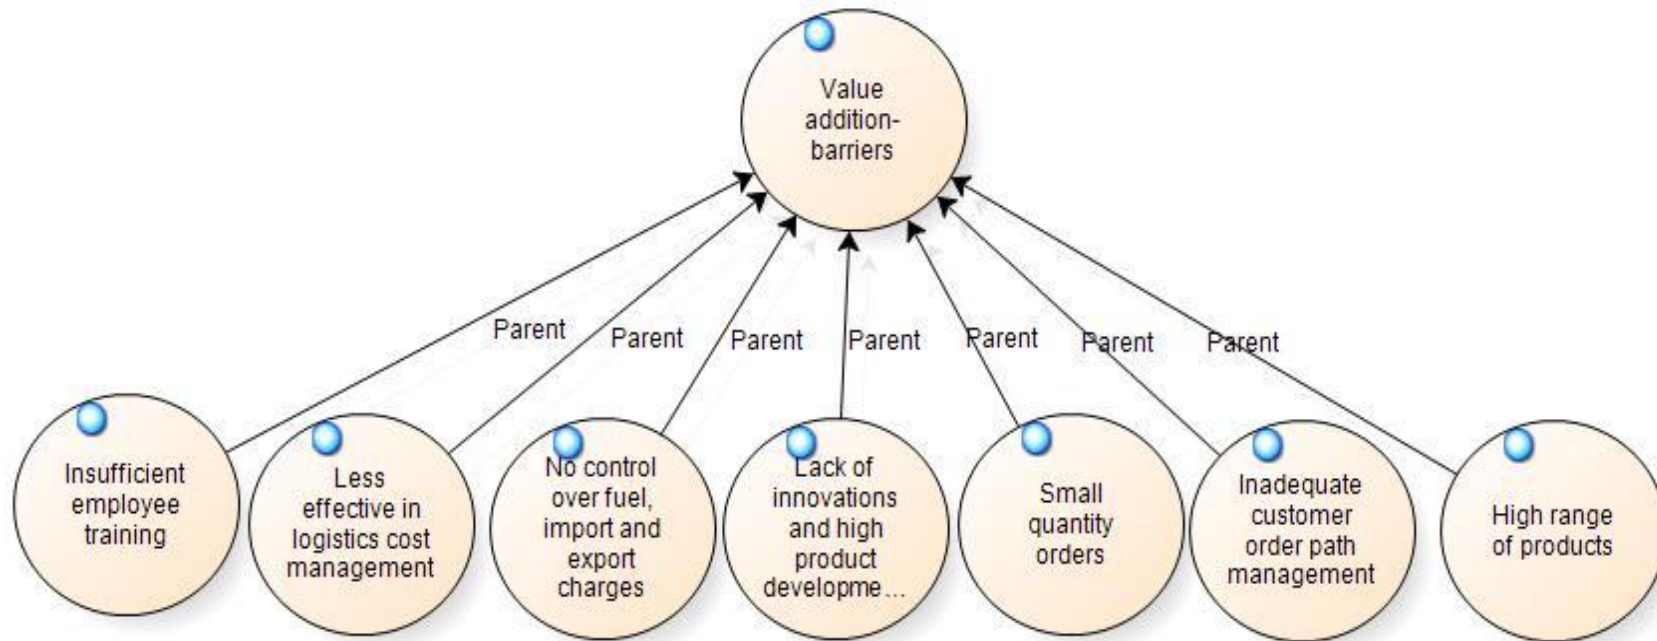 Value
addition-
barriers
Parent
Parent
Parent
Parent
Parent
Parent
Parent
Insufficient
employee
training
Less
effective in
logistics cost
management
No control
over fuel,
import and
export
charges
Lack of
innovations
and high
product
developme...
Small
quantity
orders
Inadequate
customer
order path
management
High range
of products